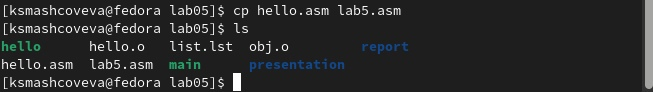 [ksmashcoveva@fedora lab05]$ cp hello.asm lab5.asm
[ksmashcoveva@fedora lab05]$ ls
hello hello.o list.lst obj.o report
hello.asm lab5.asm main presentation
[ksmashcoveva@fedora lab05]$